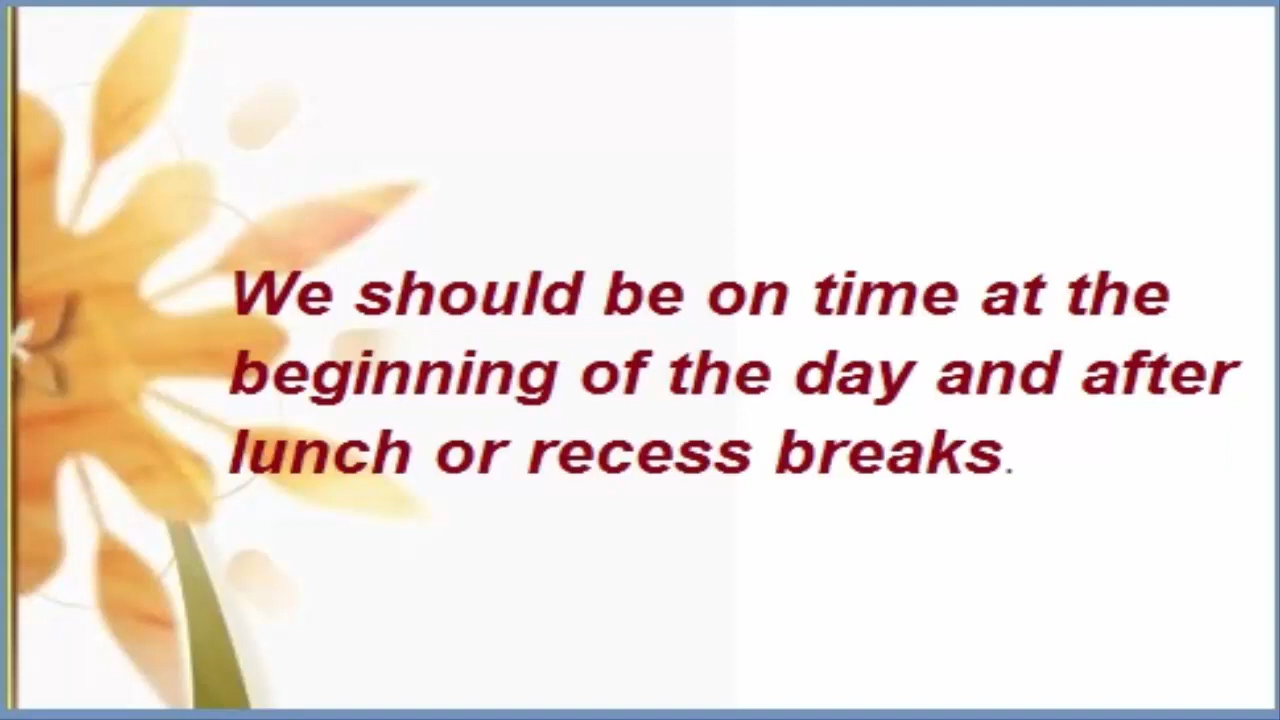 We should be on time at the
beginning of the day and after
lunch or recess breaks.